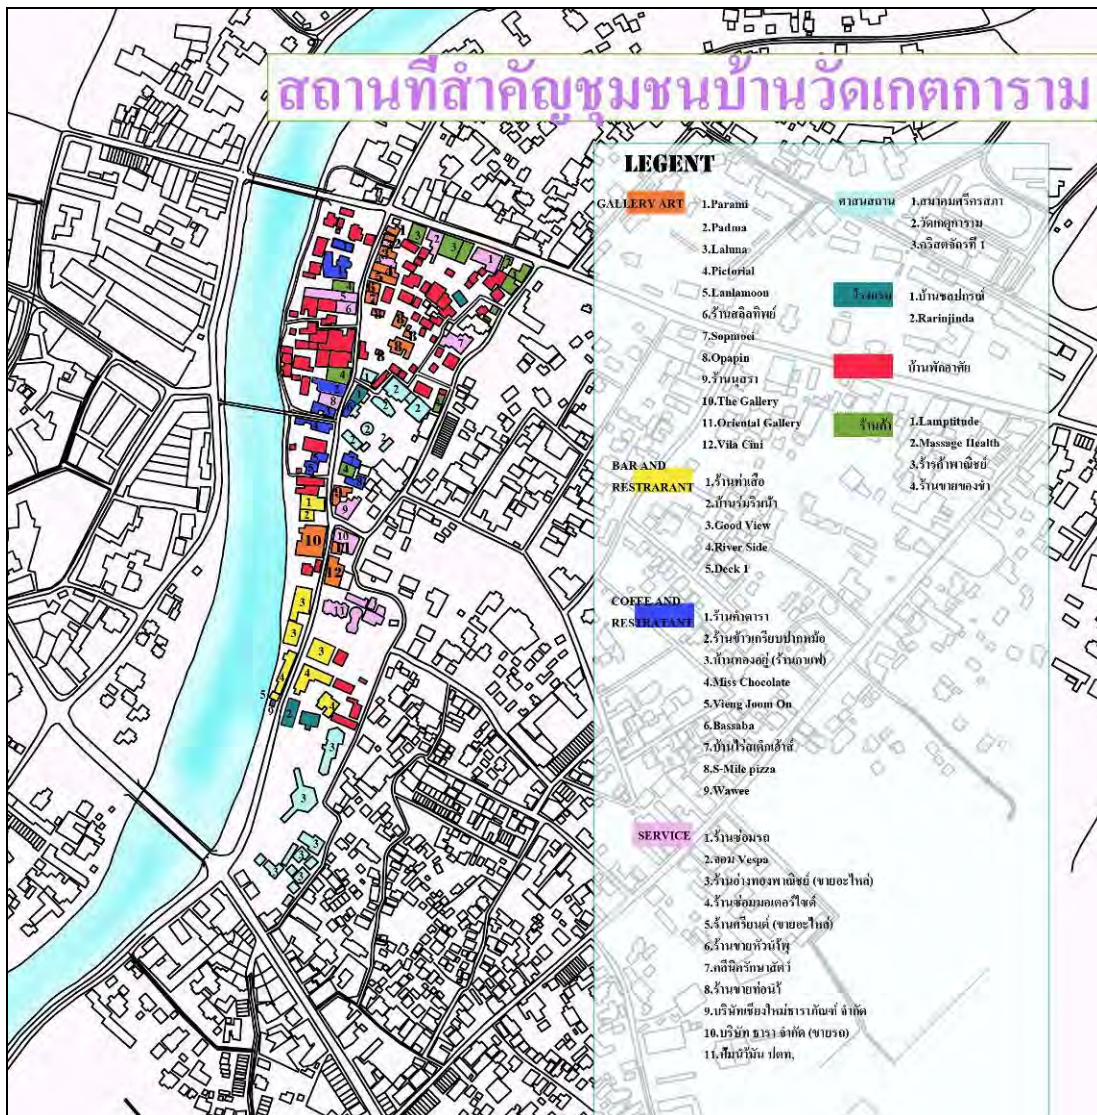 สถานที่สำคัญชุมชนบ้านวัดเกตการาม
LEGENT
GALLERY ART
1.Parami
2.Padma
3.Lahma
4.Pictorial
5.Lanlamoon
6.ร้านสลิลทิพย์
7.Sopmoei
8.Opapin
9.ร้านนุสรา
10.The Gallery
11.Oriental Gallery
12.Vila Cini
BAR AND
RESTRARANT
1.ร้านท่าเสือ
2.บ้านร่มริมน้ำ
3.Good View
4.River Side
5.Deck 1
COFFE AND
RESTRATANT
1.ร้านคำดารา
2.ร้านข้าวเกรียบปากหม้อ
3.บ้านทองอยู่ (ร้านกาแฟ)
4.Miss Chocolate
5.Vieng Joom On
6.Bassaba
7.บ้านไร่สเต็กเฮ้าส์
8.S-Mile pizza
9.Wawee
SERVICE
1.ร้านซ่อมรถ
2.จอม Vespa
3.ร้านอ่างทองพาณิชย์ (ขายอะไหล่)
4.ร้านซ่อมมอเตอร์ไซด์
5.ร้านศรียนต์ (ขายอะไหล่)
6.ร้านขายหัวน้ำพุ
7.คลีนิครักษาสัตว์
8.ร้านขายท่อน้ำ
9.บริษัทเชียงใหม่ธาราภัณฑ์ จำกัด
10.บริษัท ธารา จำกัด (ขายรถ)
11.ปั๊มน้ำมัน ปตท.
ศาสนสถาน
1.สมาคมศรีครสภา
2.วัดเกตุการาม
3.คริสตจักรที่ 1
โรงแรม
1.บ้านชลปกรณ์
2.Rarinjinda
บ้านพักอาศัย
ร้านค้า
1.Lamptitude
2.Massage Health
3.ร้านค้าพาณิชย์
4.ร้านขายของชำ